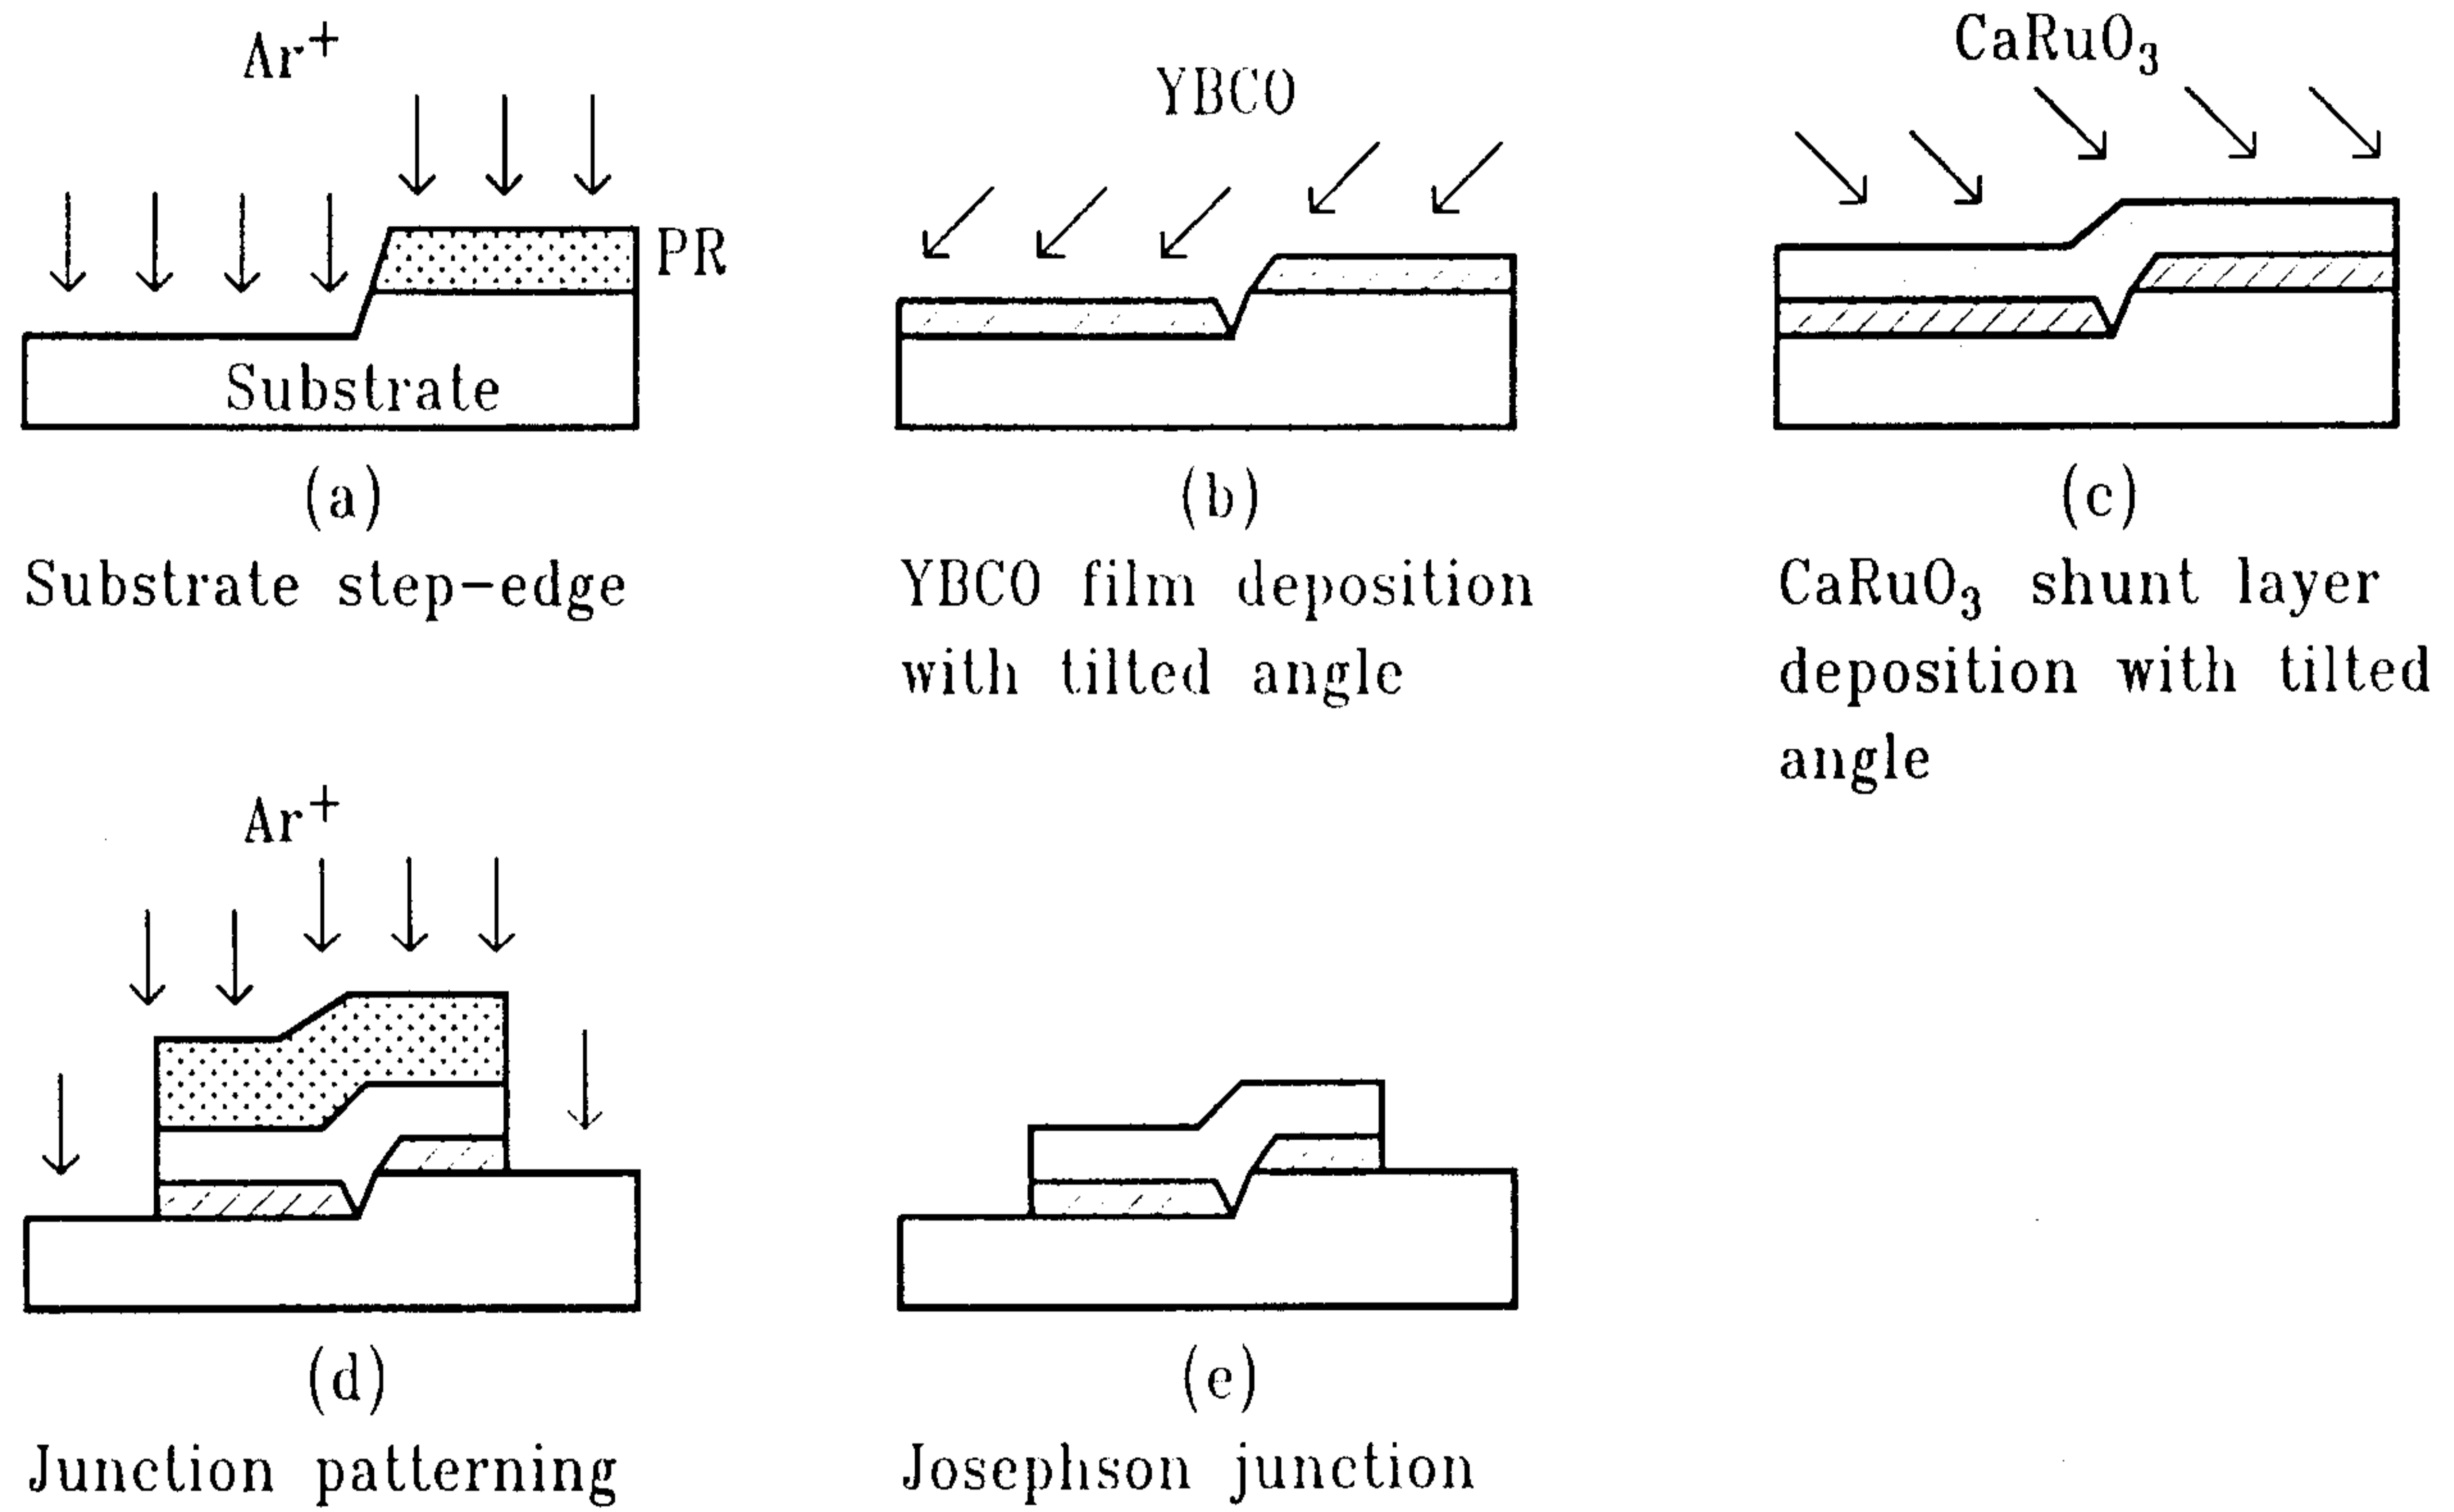 Ar⁺
PR
Substrate
(a)
Substrate step-edge
YBCO
(b)
YBCO film deposition
with tilted angle
CaRuO₃
(c)
CaRuO₃ shunt layer
deposition with tilted
angle
Ar⁺
(d)
Junction patterning
(e)
Josephson junction